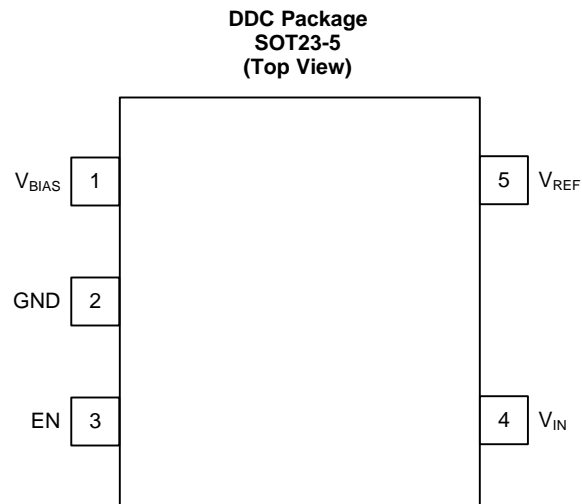 DDC Package
SOT23-5
(Top View)
VBIAS 1 5 VREF
GND 2
EN 3 4 VIN